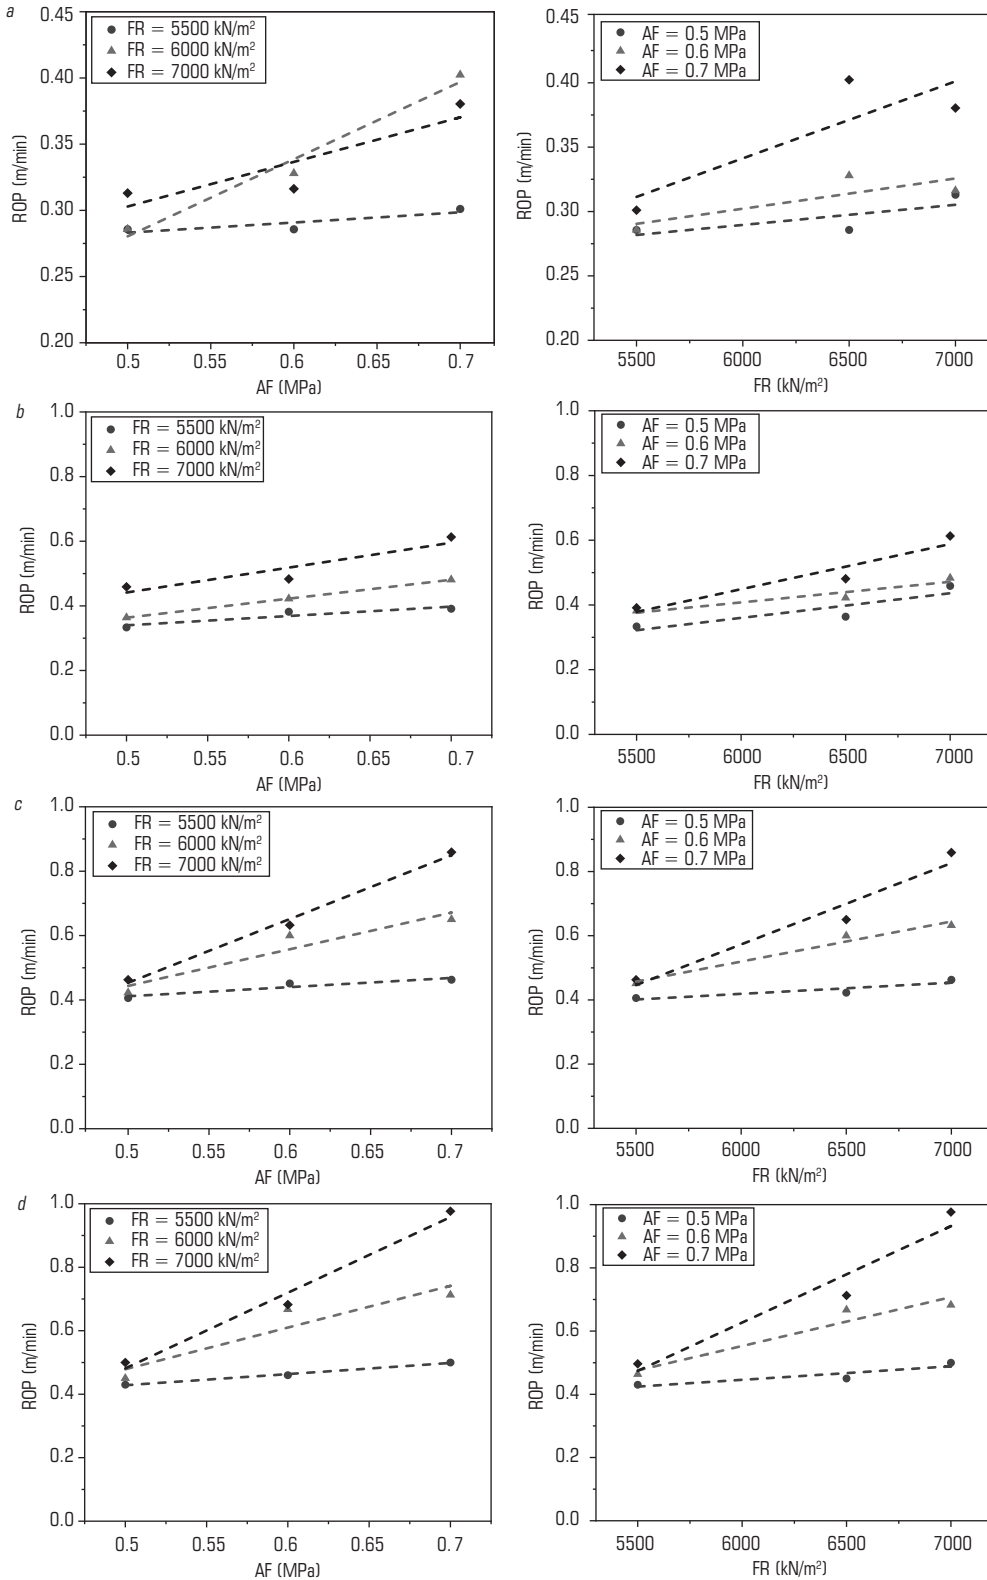 a
FR = 5500 kN/m²
FR = 6000 kN/m²
FR = 7000 kN/m²
0.45
0.40
0.35
0.30
0.25
0.20
ROP (m/min)
0.5 0.55 0.6 0.65 0.7
AF (MPa)
AF = 0.5 MPa
AF = 0.6 MPa
AF = 0.7 MPa
0.45
0.40
0.35
0.30
0.25
0.20
ROP (m/min)
5500 6000 6500 7000
FR (kN/m²)
b
FR = 5500 kN/m²
FR = 6000 kN/m²
FR = 7000 kN/m²
1.0
0.8
0.6
0.4
0.2
0.0
ROP (m/min)
0.5 0.55 0.6 0.65 0.7
AF (MPa)
AF = 0.5 MPa
AF = 0.6 MPa
AF = 0.7 MPa
1.0
0.8
0.6
0.4
0.2
0.0
ROP (m/min)
5500 6000 6500 7000
FR (kN/m²)
c
FR = 5500 kN/m²
FR = 6000 kN/m²
FR = 7000 kN/m²
1.0
0.8
0.6
0.4
0.2
0.0
ROP (m/min)
0.5 0.55 0.6 0.65 0.7
AF (MPa)
AF = 0.5 MPa
AF = 0.6 MPa
AF = 0.7 MPa
1.0
0.8
0.6
0.4
0.2
0.0
ROP (m/min)
5500 6000 6500 7000
FR (kN/m²)
d
FR = 5500 kN/m²
FR = 6000 kN/m²
FR = 7000 kN/m²
1.0
0.8
0.6
0.4
0.2
0.0
ROP (m/min)
0.5 0.55 0.6 0.65 0.7
AF (MPa)
AF = 0.5 MPa
AF = 0.6 MPa
AF = 0.7 MPa
1.0
0.8
0.6
0.4
0.2
0.0
ROP (m/min)
5500 6000 6500 7000
FR (kN/m²)